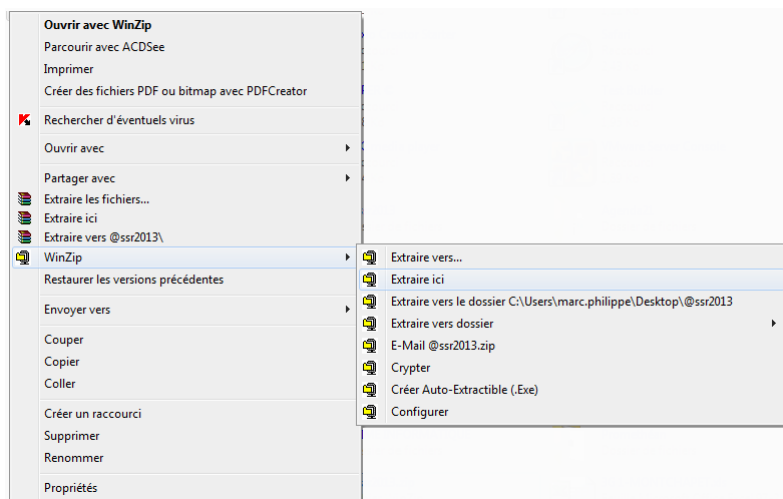 Ouvrir avec WinZip
Parcourir avec ACDSee
Imprimer
Créer des fichiers PDF ou bitmap avec PDFCreator
Rechercher d'éventuels virus
Ouvrir avec
Partager avec
Extraire les fichiers...
Extraire ici
Extraire vers @ssr2013\
WinZip
Restaurer les versions précédentes
Envoyer vers
Couper
Copier
Coller
Créer un raccourci
Supprimer
Renommer
Propriétés
Extraire vers...
Extraire ici
Extraire vers le dossier C:\Users\marc.philippe\Desktop\@ssr2013
Extraire vers dossier
E-Mail @ssr2013.zip
Crypter
Créer Auto-Extractible (.Exe)
Configurer